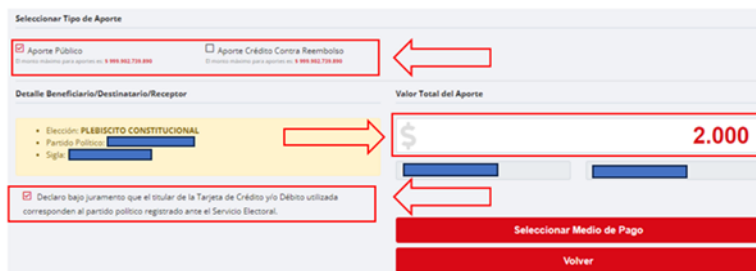 Seleccionar Tipo de Aporte
Aporte Público
El monto máximo para aportes es: 9.999.902.739.890
Aporte Crédito Contra Reembolso
El monto máximo para aportes es: 9.999.902.739.890
Detalle Beneficiario/Destinatario/Receptor
Elección: PLEBISCITO CONSTITUCIONAL
Partido Político:
Sigla:
Declaro bajo juramento que el titular de la Tarjeta de Crédito y/o Débito utilizada
corresponden al partido político registrado ante el Servicio Electoral.
Valor Total del Aporte
$ 2.000
Seleccionar Medio de Pago
Volver